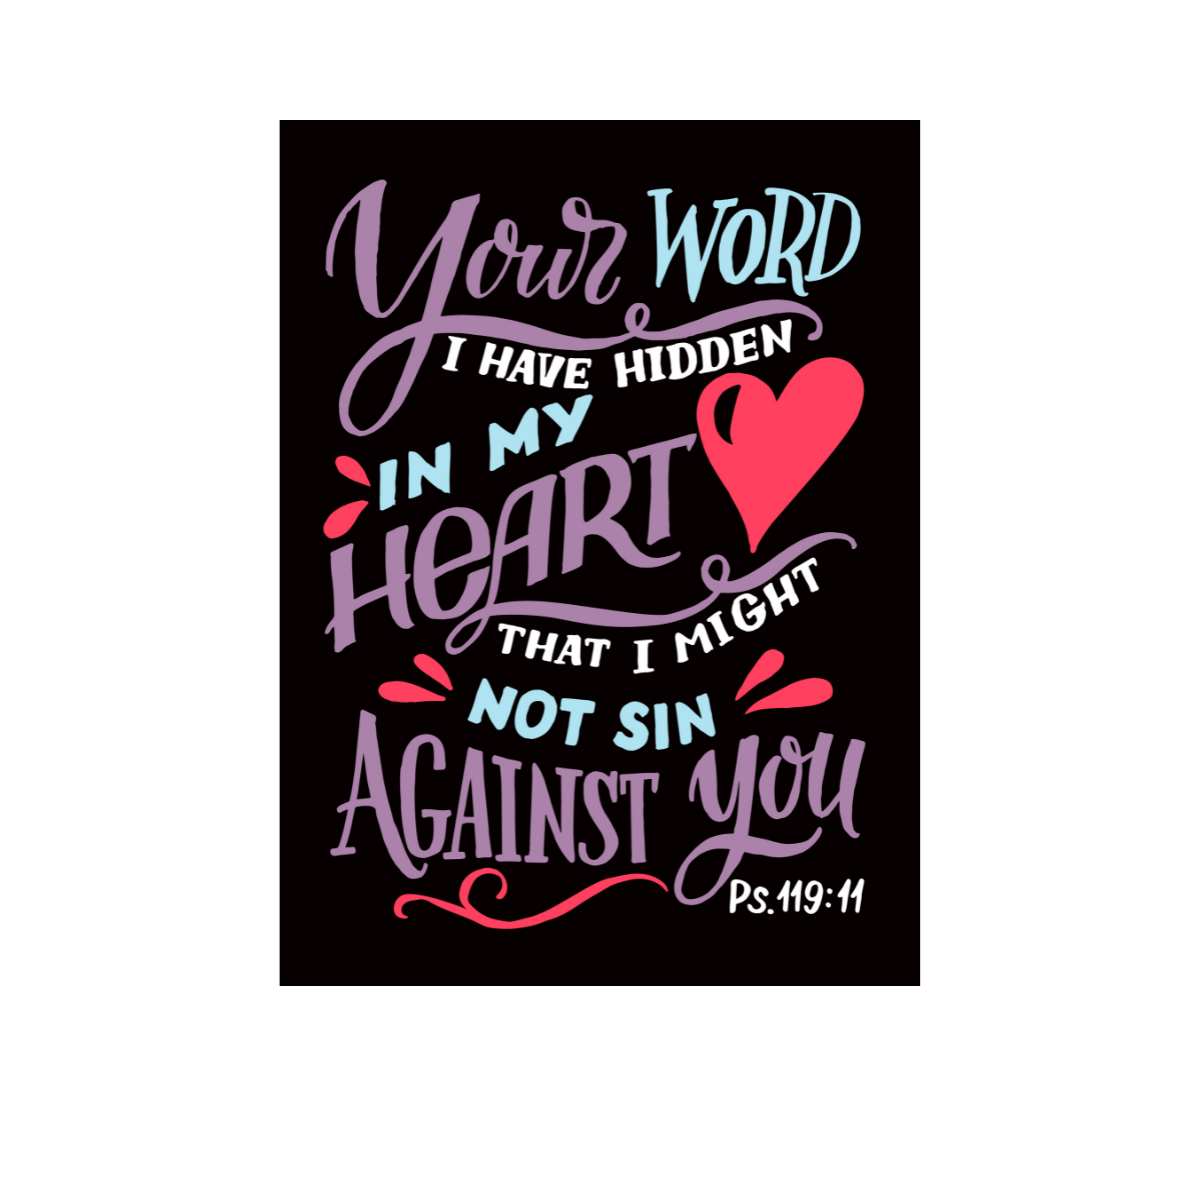 Your WORD
I HAVE HIDDEN
IN MY
HEART
THAT I MIGHT
NOT SIN
AGAINST you
Ps.119:11